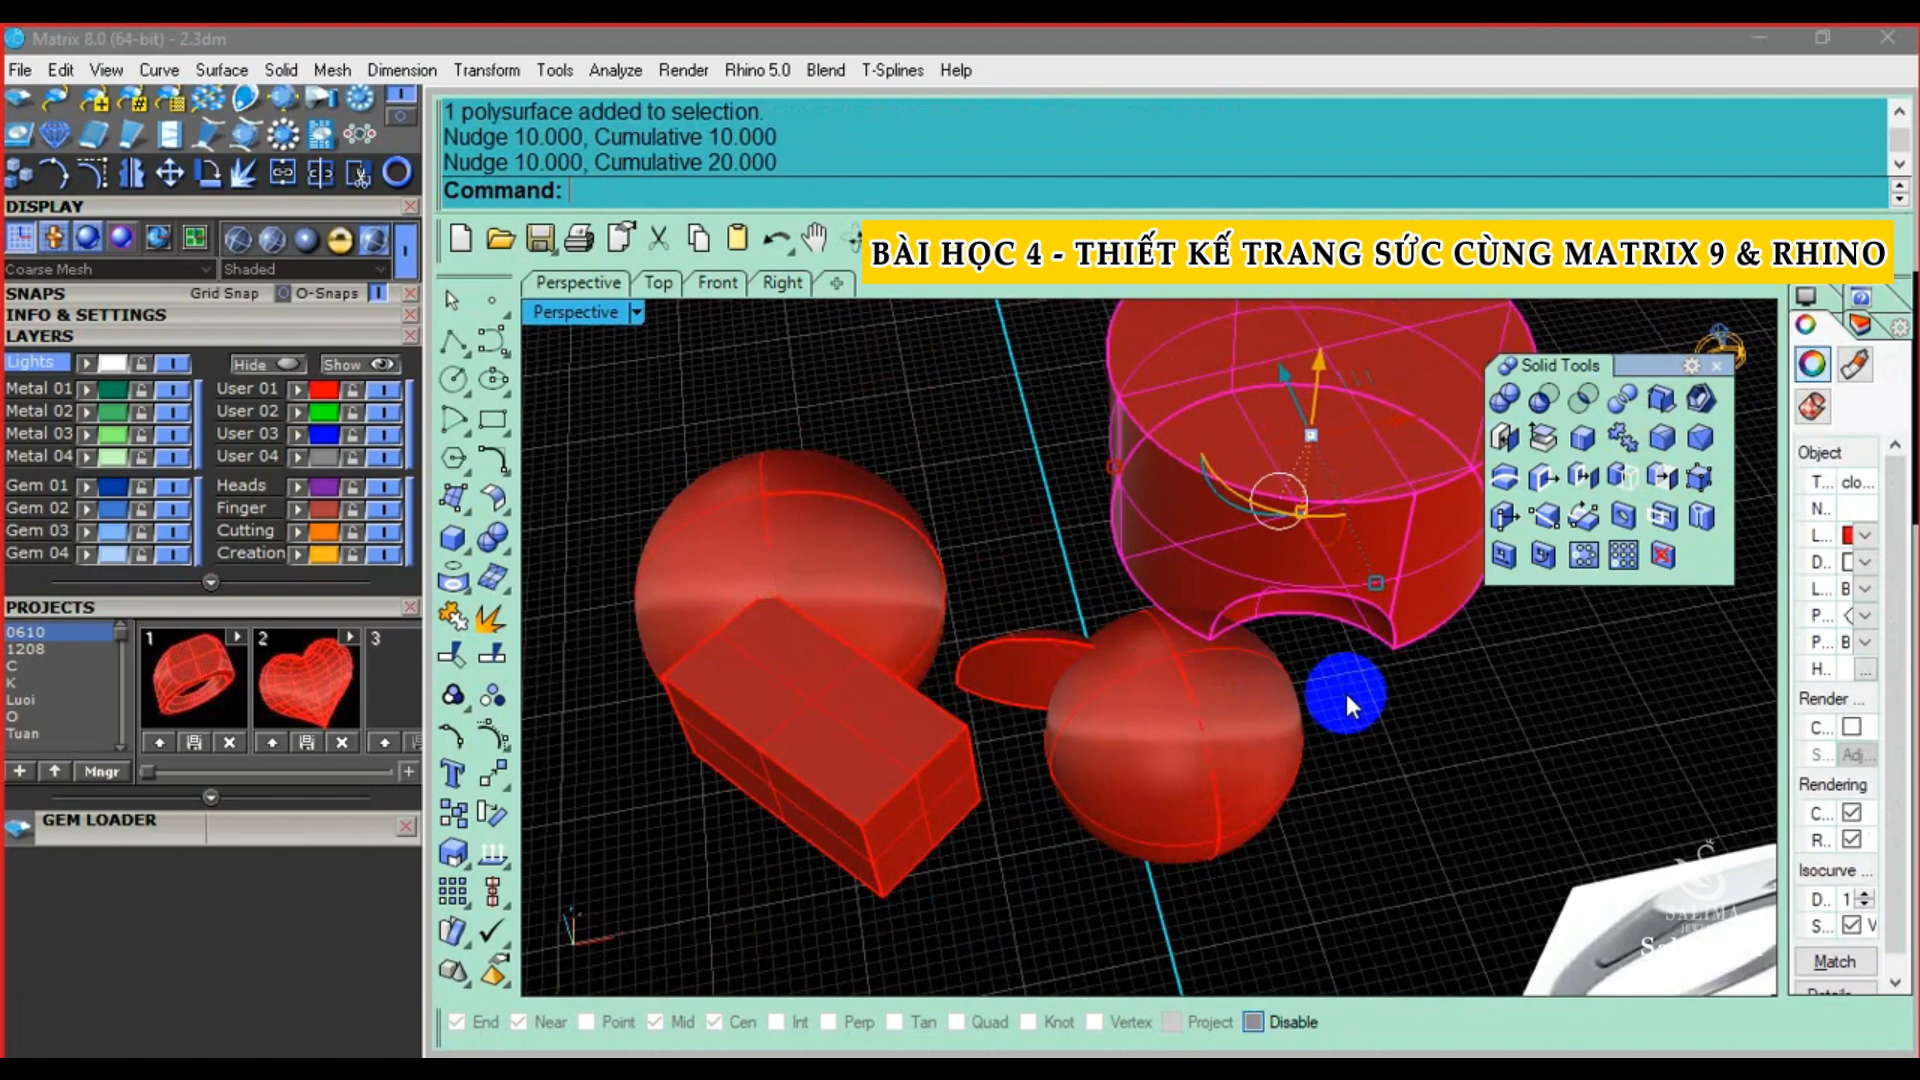 Matrix 8.0 (64-bit) - 2.3dm
File Edit View Curve Surface Solid Mesh Dimension Transform Tools Analyze Render Rhino 5.0 Blend T-Splines Help
1 polysurface added to selection.
Nudge 10.000, Cumulative 10.000
Nudge 10.000, Cumulative 20.000
Command:
BÀI HỌC 4 - THIẾT KẾ TRANG SỨC CÙNG MATRIX 9 & RHINO
DISPLAY
Coarse Mesh Shaded
SNAPS Grid Snap O-Snaps
INFO & SETTINGS
LAYERS
Lights Hide Show
Metal 01 User 01
Metal 02 User 02
Metal 03 User 03
Metal 04 User 04
Gem 01 Heads
Gem 02 Finger
Gem 03 Cutting
Gem 04 Creation
PROJECTS
0610
1208
C
K
Luoi
O
Tuan
1 2 3
Mngr
GEM LOADER
Perspective Top Front Right
Perspective
Solid Tools
Object
T... clo...
N..
L...
D..
L... B
P...
P... B
H... ...
Render ...
C...
S... Adj...
Rendering
C...
R..
Isocurve ...
D.. 1
S... V
Match
SALIMA
End Near Point Mid Cen Int Perp Tan Quad Knot Vertex Project Disable